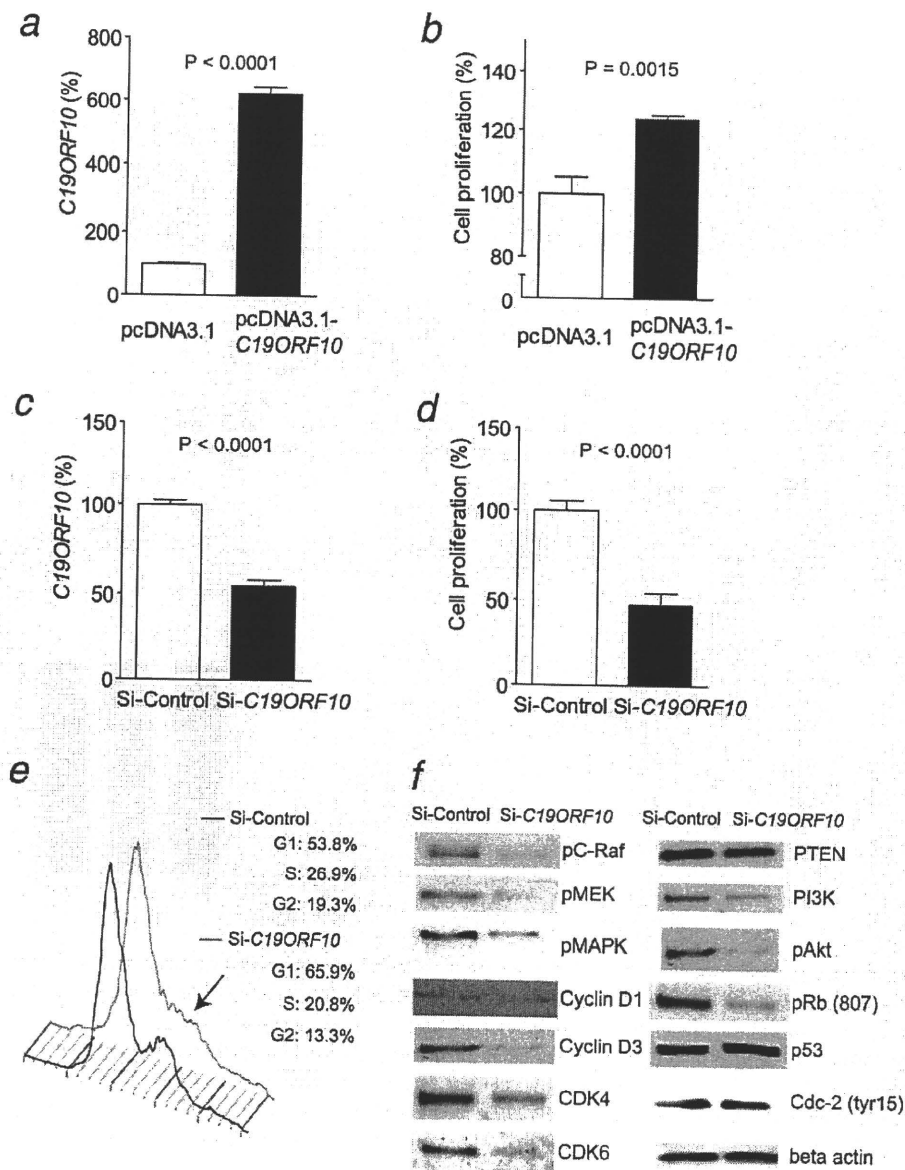 a
800
600
400
200
0
C19ORF10 (%)
P < 0.0001
pcDNA3.1
pcDNA3.1-
C19ORF10
b
140
120
100
80
0
Cell proliferation (%)
P = 0.0015
pcDNA3.1
pcDNA3.1-
C19ORF10
c
150
100
50
0
C19ORF10 (%)
P < 0.0001
Si-Control Si-C19ORF10
d
150
100
50
0
Cell proliferation (%)
P < 0.0001
Si-Control Si-C19ORF10
e
Si-Control
G1: 53.8%
S: 26.9%
G2: 19.3%
Si-C19ORF10
G1: 65.9%
S: 20.8%
G2: 13.3%
f
Si-Control Si-C19ORF10
pC-Raf
pMEK
pMAPK
Cyclin D1
Cyclin D3
CDK4
CDK6
Si-Control Si-C19ORF10
PTEN
PI3K
pAkt
pRb (807)
p53
Cdc-2 (tyr15)
beta actin